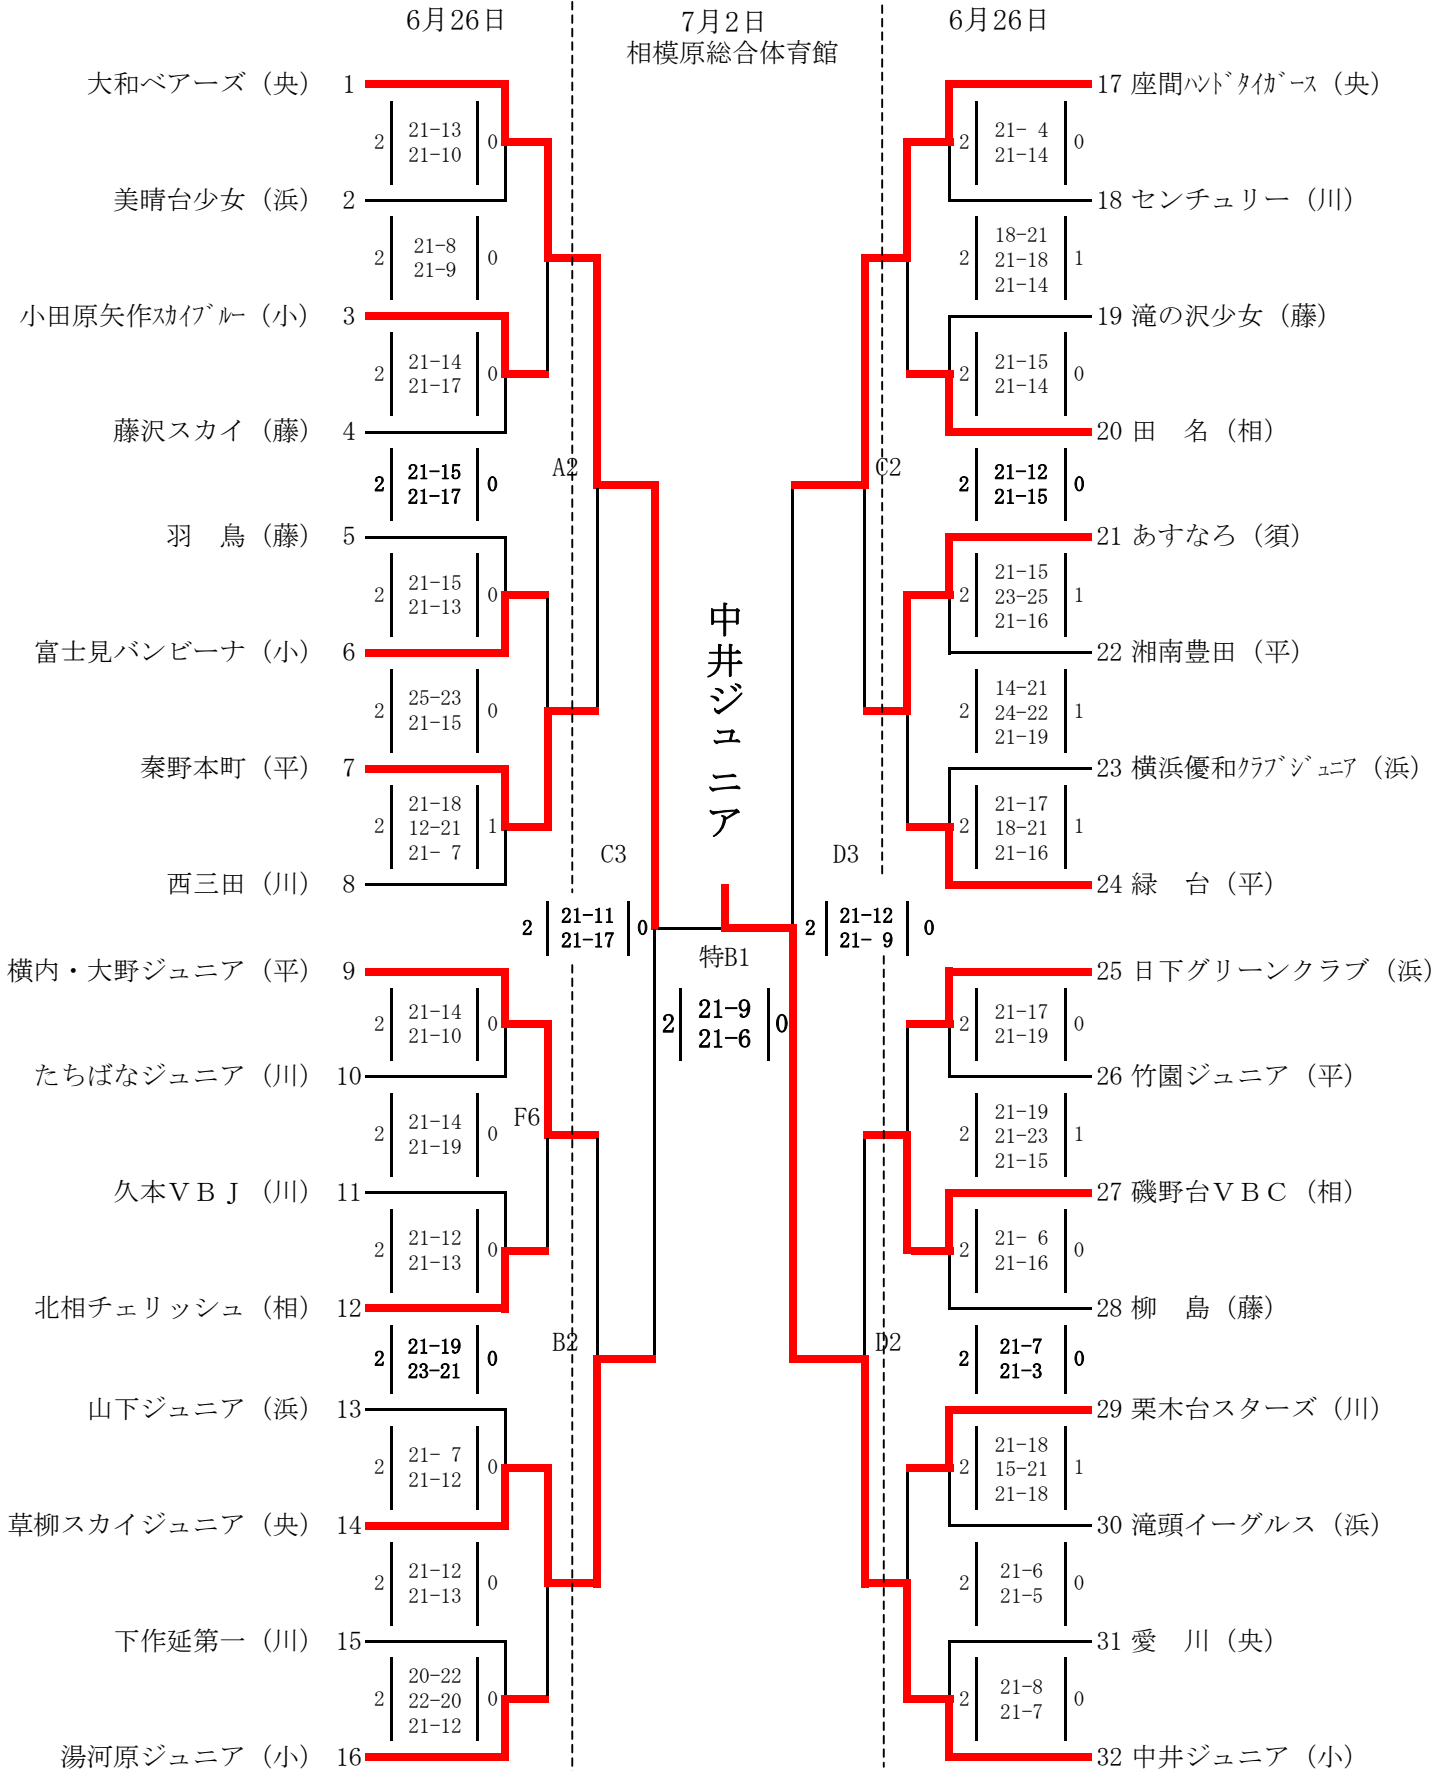 6月26日
7月2日
6月26日
相模原総合体育館
大和ベアーズ（央） 1
2 21-13 0
21-10
美晴台少女（浜） 2
2 21-8 0
21-9
小田原矢作ｽｶｲﾌﾞﾙｰ（小） 3
2 21-14 0
21-17
藤沢スカイ（藤） 4
2 21-15 0
21-17
A2
羽　鳥（藤） 5
2 21-15 0
21-13
富士見バンビーナ（小） 6
2 25-23 0
21-15
秦野本町（平） 7
2 21-18 1
12-21
21- 7
西三田（川） 8
C3
2 21-11 0
21-17
横内・大野ジュニア（平） 9
2 21-14 0
21-10
たちばなジュニア（川） 10
2 21-14 0
21-19
F6
久本ＶＢＪ（川） 11
2 21-12 0
21-13
北相チェリッシュ（相） 12
2 21-19 0
23-21
B2
山下ジュニア（浜） 13
2 21- 7 0
21-12
草柳スカイジュニア（央） 14
2 21-12 0
21-13
下作延第一（川） 15
2 20-22 0
22-20
21-12
湯河原ジュニア（小） 16
中井ジュニア
特B1
2 21-9 0
21-6
17 座間ﾊﾝﾄﾞﾀｲｶﾞｰｽ（央）
2 21- 4 0
21-14
18 センチュリー（川）
2 18-21 1
21-18
21-14
19 滝の沢少女（藤）
2 21-15 0
21-14
20 田　名（相）
C2
2 21-12 0
21-15
21 あすなろ（須）
2 21-15 1
23-25
21-16
22 湘南豊田（平）
2 14-21 1
24-22
21-19
23 横浜優和ｸﾗﾌﾞｼﾞｭﾆｱ（浜）
2 21-17 1
18-21
21-16
24 緑　台（平）
D3
2 21-12 0
21- 9
25 日下グリーンクラブ（浜）
2 21-17 0
21-19
26 竹園ジュニア（平）
2 21-19 1
21-23
21-15
27 磯野台ＶＢＣ（相）
2 21- 6 0
21-16
28 柳　島（藤）
D2
2 21-7 0
21-3
29 栗木台スターズ（川）
2 21-18 1
15-21
21-18
30 滝頭イーグルス（浜）
2 21-6 0
21-5
31 愛　川（央）
2 21-8 0
21-7
32 中井ジュニア（小）